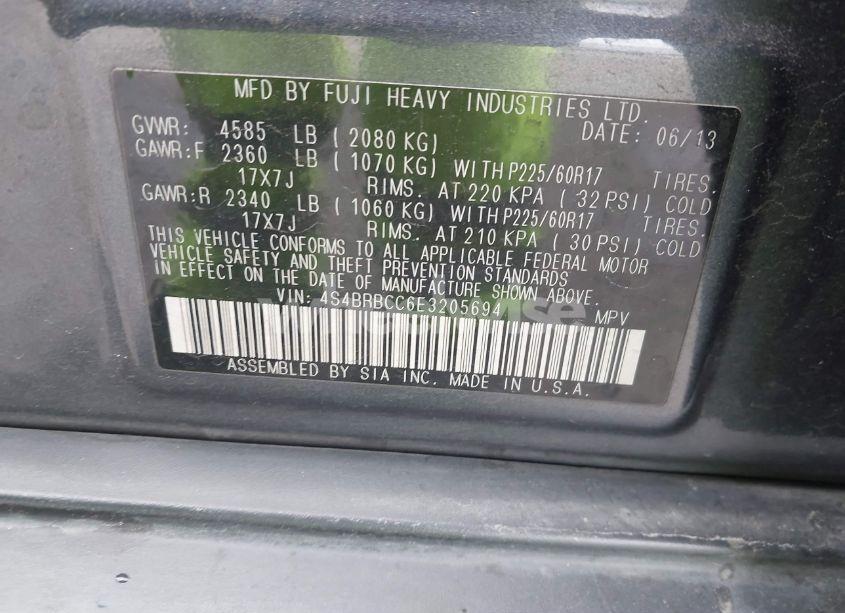 MFD BY FUJI HEAVY INDUSTRIES LTD.
GVWR: 4585 LB ( 2080 KG) DATE: 06/13
GAWR:F 2360 LB ( 1070 KG) WITH P225/60R17 TIRES.
17X7J RIMS. AT 220 KPA ( 32 PSI) COLD
GAWR:R 2340 LB ( 1060 KG) WITH P225/60R17 TIRES.
17X7J RIMS. AT 210 KPA ( 30 PSI) COLD
THIS VEHICLE CONFORMS TO ALL APPLICABLE FEDERAL MOTOR
VEHICLE SAFETY AND THEFT PREVENTION STANDARDS
IN EFFECT ON THE DATE OF MANUFACTURE SHOWN ABOVE.
VIN: 4S4BRBCC6E3205694 MPV
ASSEMBLED BY SIA INC. MADE IN U.S.A.